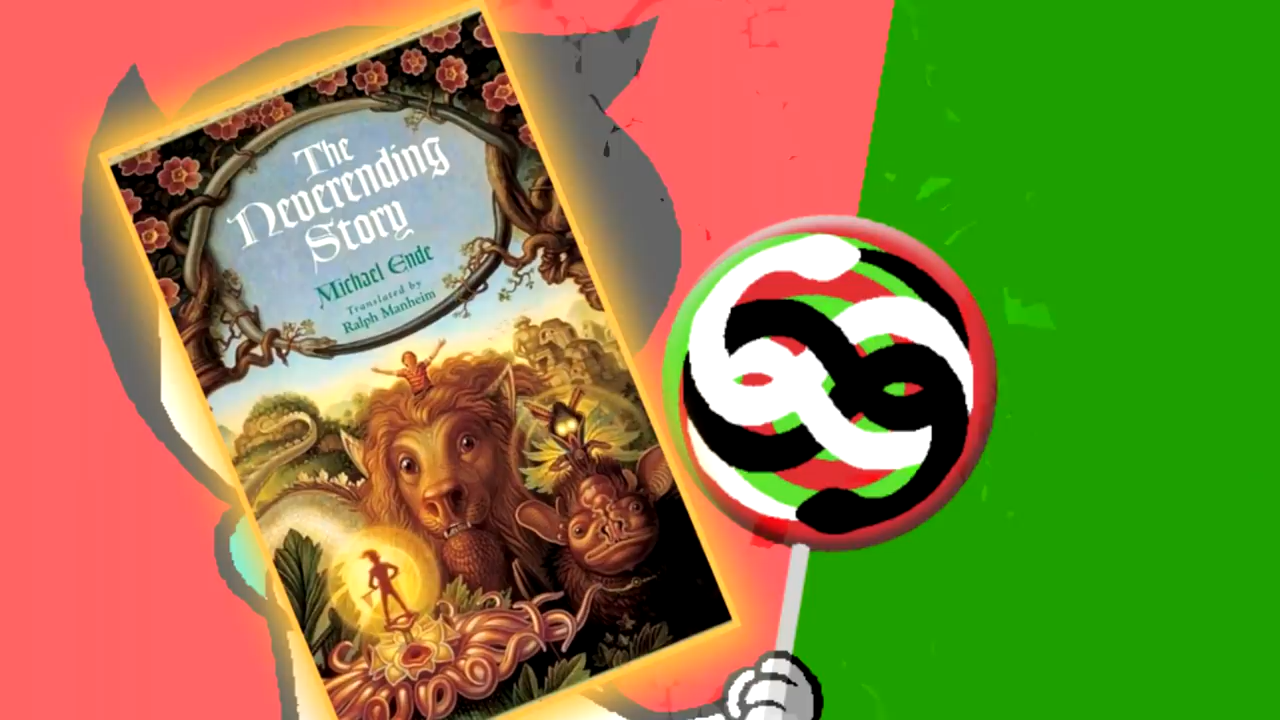 The
Neverending
Story
Michael Ende
Translated by
Ralph Manheim